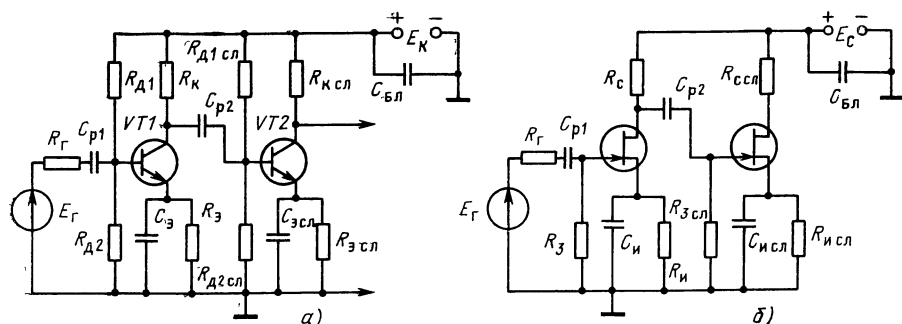 + −
E_К
R_Д1 сл
R_Д1
R_К
R_К сл
C_р2
C_бл
VT1
VT2
C_р1
R_Г
E_Г
C_Э
R_Э
C_Э сл
R_Д2
R_Э сл
R_Д2 сл
а)
+ −
E_С
R_С
R_С сл
C_р2
C_бл
C_р1
R_Г
E_Г
R_З
C_И
R_И
R_З сл
C_И сл
R_И сл
б)